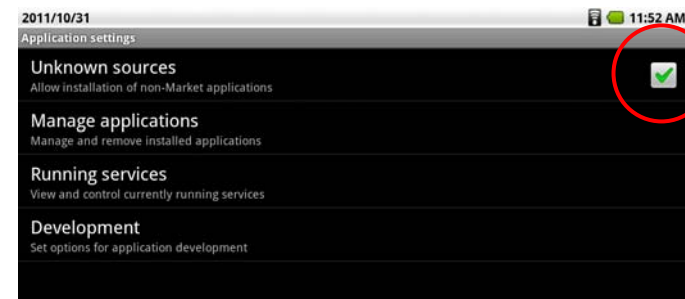 2011/10/31 11:52 AM
Application settings
Unknown sources
Allow installation of non-Market applications
Manage applications
Manage and remove installed applications
Running services
View and control currently running services
Development
Set options for application development